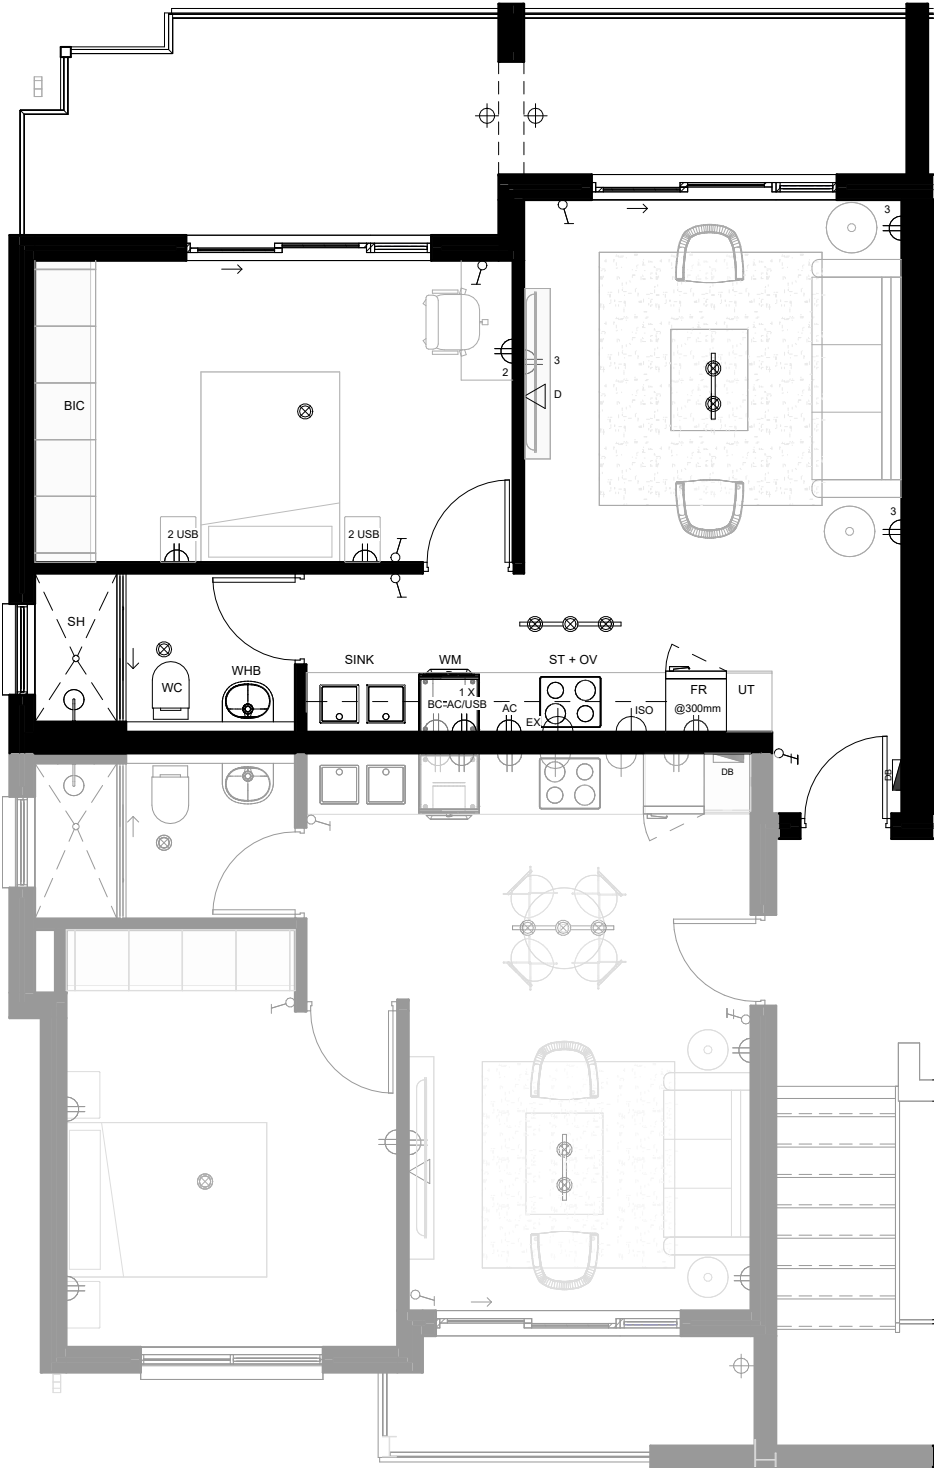 3
2
3
D
BIC
2 USB
2 USB
3
SH
SINK
WM
ST + OV
WC
WHB
1 X
BC-AC/USB
AC
EX
ISO
FR
@300mm
UT
DB
DB